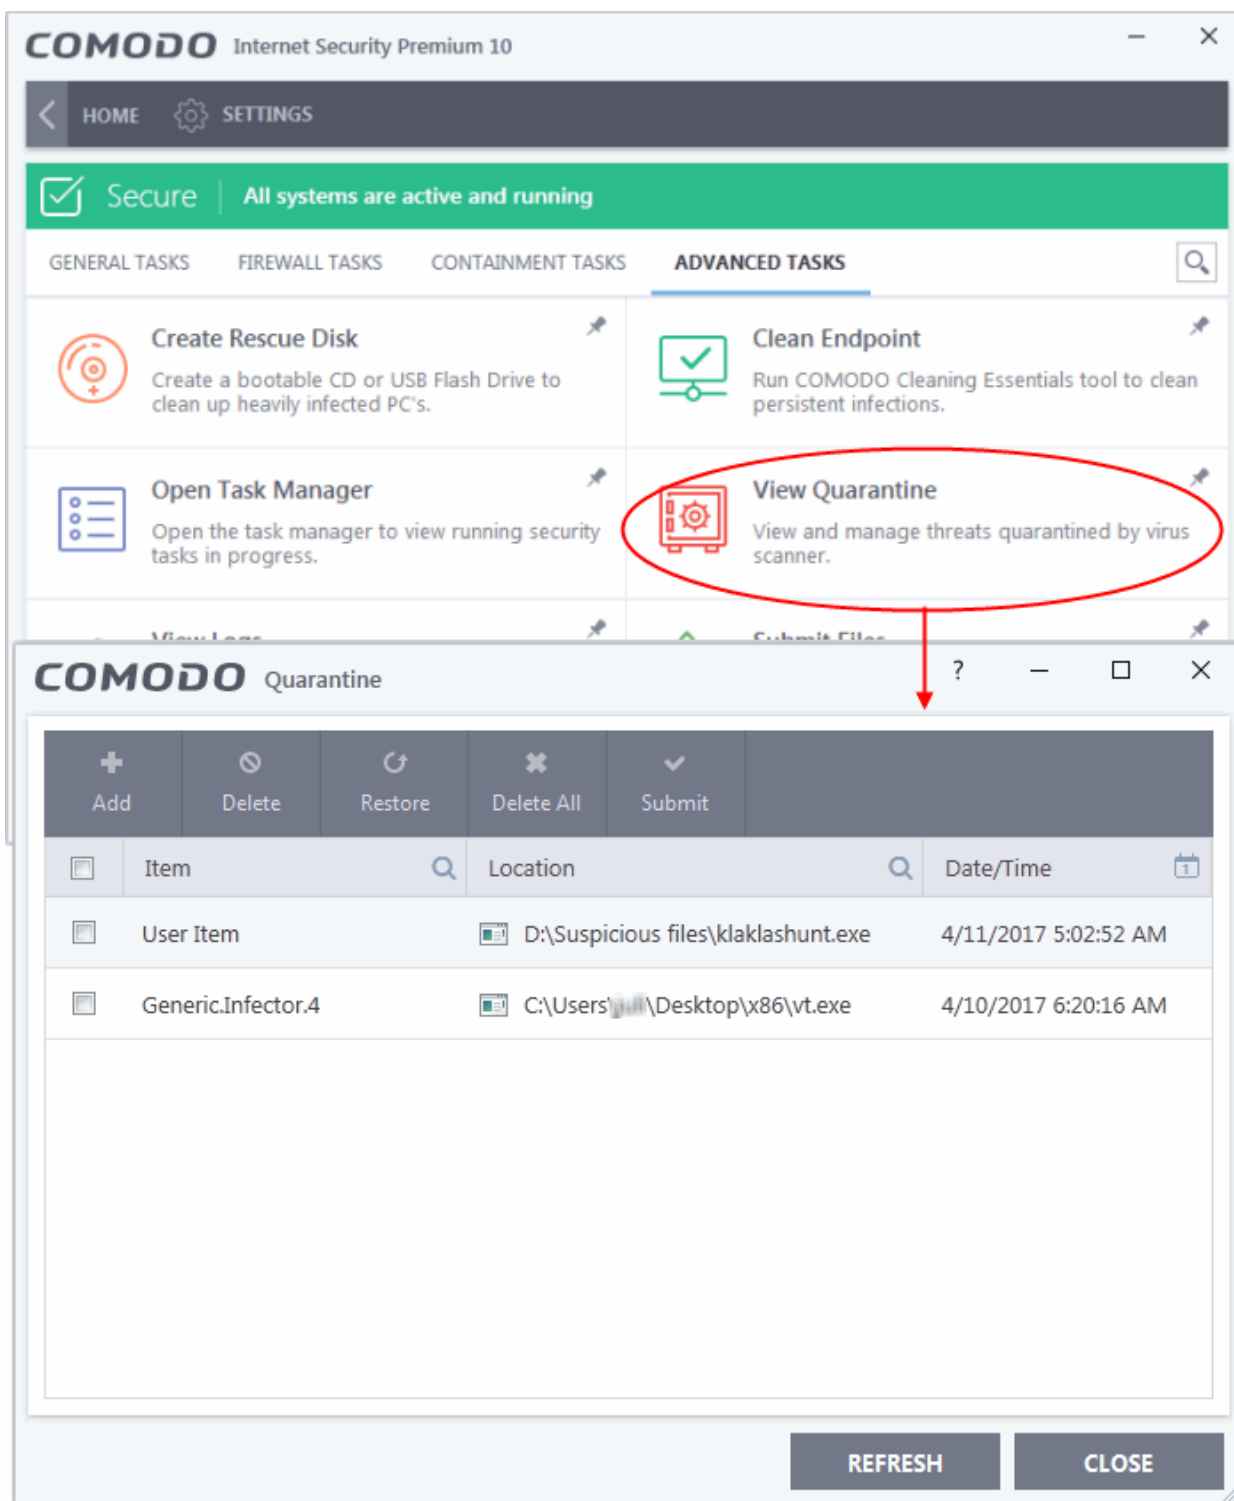 COMODO Internet Security Premium 10
HOME SETTINGS
Secure All systems are active and running
GENERAL TASKS FIREWALL TASKS CONTAINMENT TASKS ADVANCED TASKS
Create Rescue Disk
Create a bootable CD or USB Flash Drive to
clean up heavily infected PC's.
Clean Endpoint
Run COMODO Cleaning Essentials tool to clean
persistent infections.
Open Task Manager
Open the task manager to view running security
tasks in progress.
View Quarantine
View and manage threats quarantined by virus
scanner.
View Logs
Submit Files
COMODO Quarantine ?
Add Delete Restore Delete All Submit
Item Location Date/Time 1
User Item D:\Suspicious files\klaklashunt.exe 4/11/2017 5:02:52 AM
Generic.Infector.4 C:\Users\ \Desktop\x86\vt.exe 4/10/2017 6:20:16 AM
REFRESH CLOSE